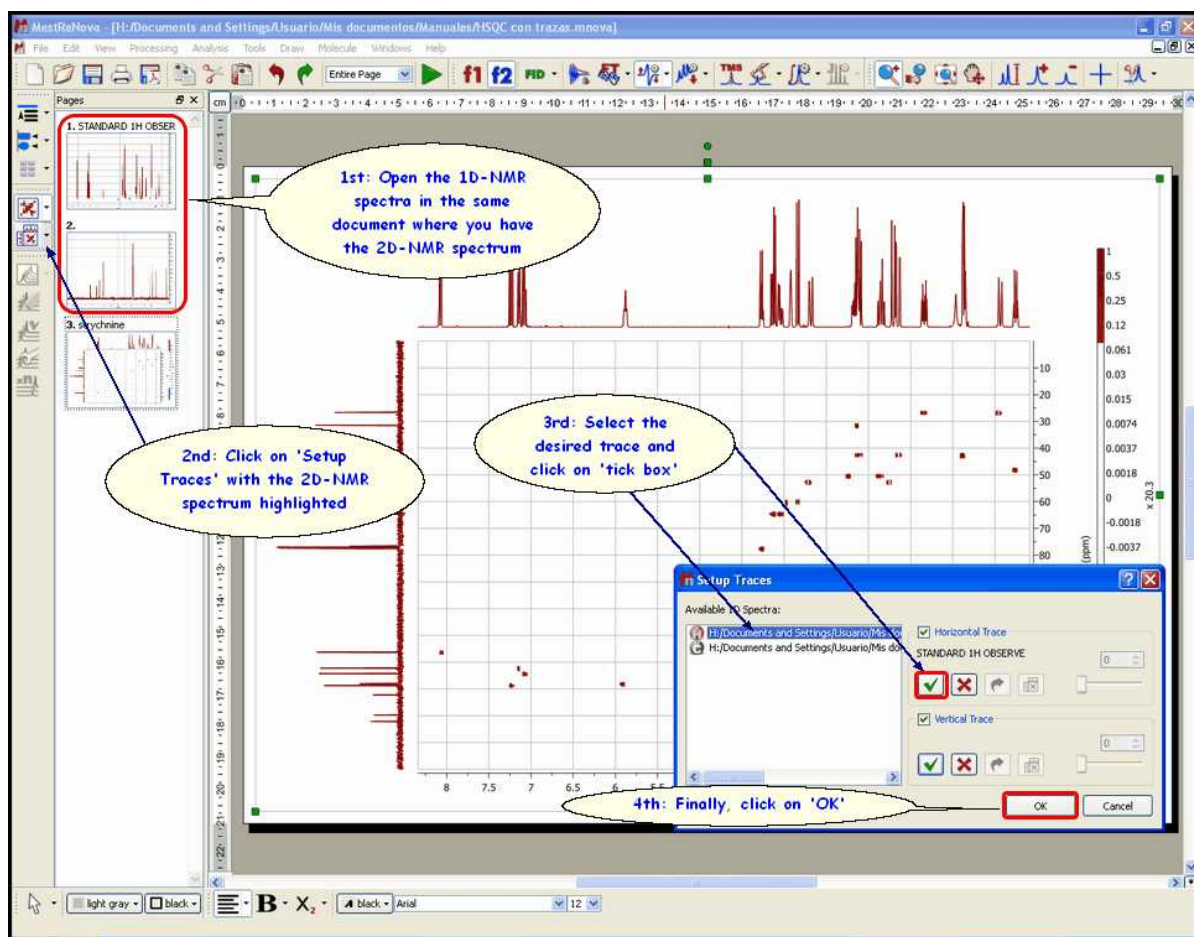 MestReNova - [H:/Documents and Settings/Usuario/Mis documentos/Manuales/HSQC con trazas.mnova]
File Edit View Processing Analysis Tools Draw Molecule Windows Help
Entire Page
f1 f2 FID TMS
Pages
cm
1. STANDARD 1H OBSER
2.
3. strychnine
1st: Open the 1D-NMR
spectra in the same
document where you have
the 2D-NMR spectrum
2nd: Click on 'Setup
Traces' with the 2D-NMR
spectrum highlighted
3rd: Select the
desired trace and
click on 'tick box'
1
0.5
0.25
0.12
0.061
0.03
0.015
0.0074
0.0037
0.0018
0
-0.0018
-0.0037
x 20.3
10
20
30
40
50
60
70
80
(ppm)
8 7.5 7 6.5 6 5.5
Setup Traces
Available 1D Spectra:
H:/Documents and Settings/Usuario/Mis do
H:/Documents and Settings/Usuario/Mis do
Horizontal Trace
STANDARD 1H OBSERVE
0
Vertical Trace
0
4th: Finally, click on 'OK'
OK Cancel
light gray black B X2 black Arial 12